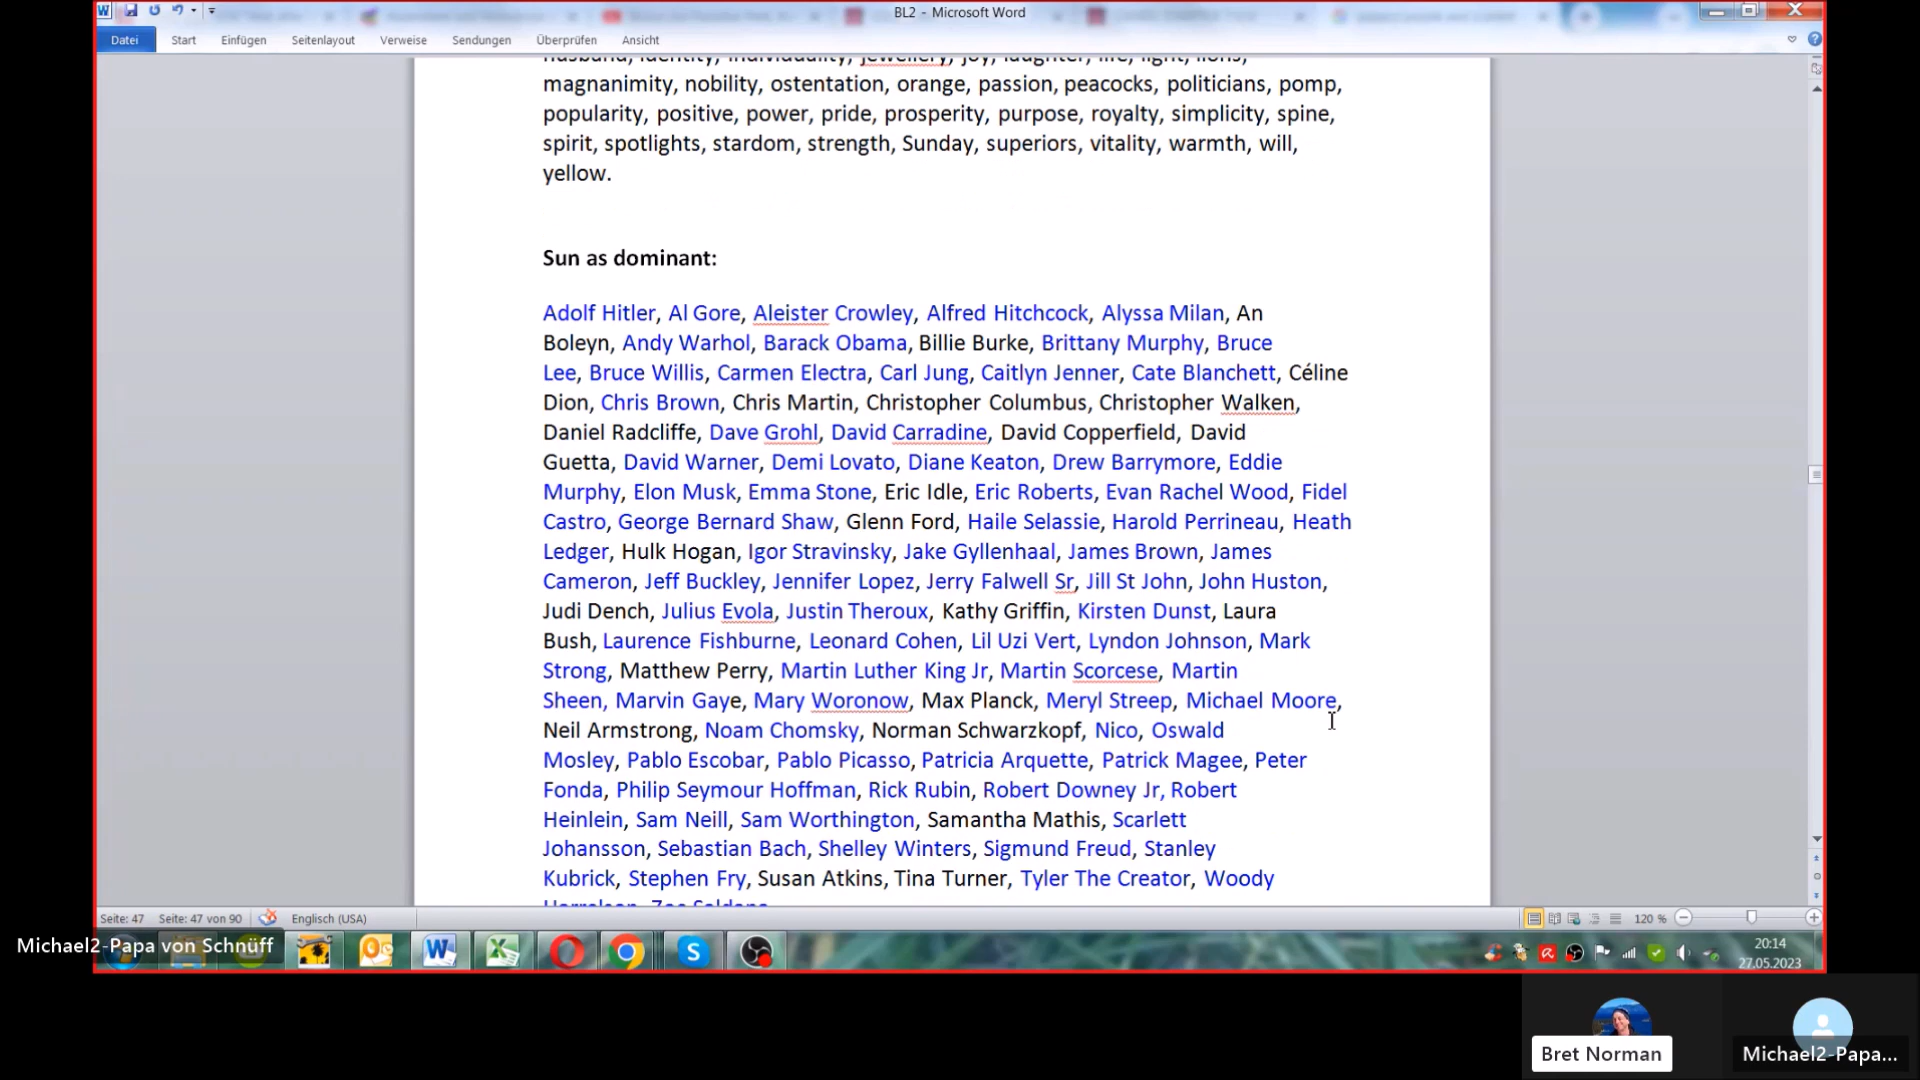 BL2 - Microsoft Word
Datei Start Einfügen Seitenlayout Verweise Sendungen Überprüfen Ansicht
husband, identity, individuality, jewellery, joy, laughter, life, light, lions,
magnanimity, nobility, ostentation, orange, passion, peacocks, politicians, pomp,
popularity, positive, power, pride, prosperity, purpose, royalty, simplicity, spine,
spirit, spotlights, stardom, strength, Sunday, superiors, vitality, warmth, will,
yellow.
Sun as dominant:
Adolf Hitler, Al Gore, Aleister Crowley, Alfred Hitchcock, Alyssa Milan, An
Boleyn, Andy Warhol, Barack Obama, Billie Burke, Brittany Murphy, Bruce
Lee, Bruce Willis, Carmen Electra, Carl Jung, Caitlyn Jenner, Cate Blanchett, Céline
Dion, Chris Brown, Chris Martin, Christopher Columbus, Christopher Walken,
Daniel Radcliffe, Dave Grohl, David Carradine, David Copperfield, David
Guetta, David Warner, Demi Lovato, Diane Keaton, Drew Barrymore, Eddie
Murphy, Elon Musk, Emma Stone, Eric Idle, Eric Roberts, Evan Rachel Wood, Fidel
Castro, George Bernard Shaw, Glenn Ford, Haile Selassie, Harold Perrineau, Heath
Ledger, Hulk Hogan, Igor Stravinsky, Jake Gyllenhaal, James Brown, James
Cameron, Jeff Buckley, Jennifer Lopez, Jerry Falwell Sr, Jill St John, John Huston,
Judi Dench, Julius Evola, Justin Theroux, Kathy Griffin, Kirsten Dunst, Laura
Bush, Laurence Fishburne, Leonard Cohen, Lil Uzi Vert, Lyndon Johnson, Mark
Strong, Matthew Perry, Martin Luther King Jr, Martin Scorcese, Martin
Sheen, Marvin Gaye, Mary Woronow, Max Planck, Meryl Streep, Michael Moore,
Neil Armstrong, Noam Chomsky, Norman Schwarzkopf, Nico, Oswald
Mosley, Pablo Escobar, Pablo Picasso, Patricia Arquette, Patrick Magee, Peter
Fonda, Philip Seymour Hoffman, Rick Rubin, Robert Downey Jr, Robert
Heinlein, Sam Neill, Sam Worthington, Samantha Mathis, Scarlett
Johansson, Sebastian Bach, Shelley Winters, Sigmund Freud, Stanley
Kubrick, Stephen Fry, Susan Atkins, Tina Turner, Tyler The Creator, Woody
Harrelson, Zoe Saldana
Seite: 47 Seite: 47 von 90 Englisch (USA) 120 %
Michael2-Papa von Schnüff
20:14
27.05.2023
Bret Norman Michael2-Papa...